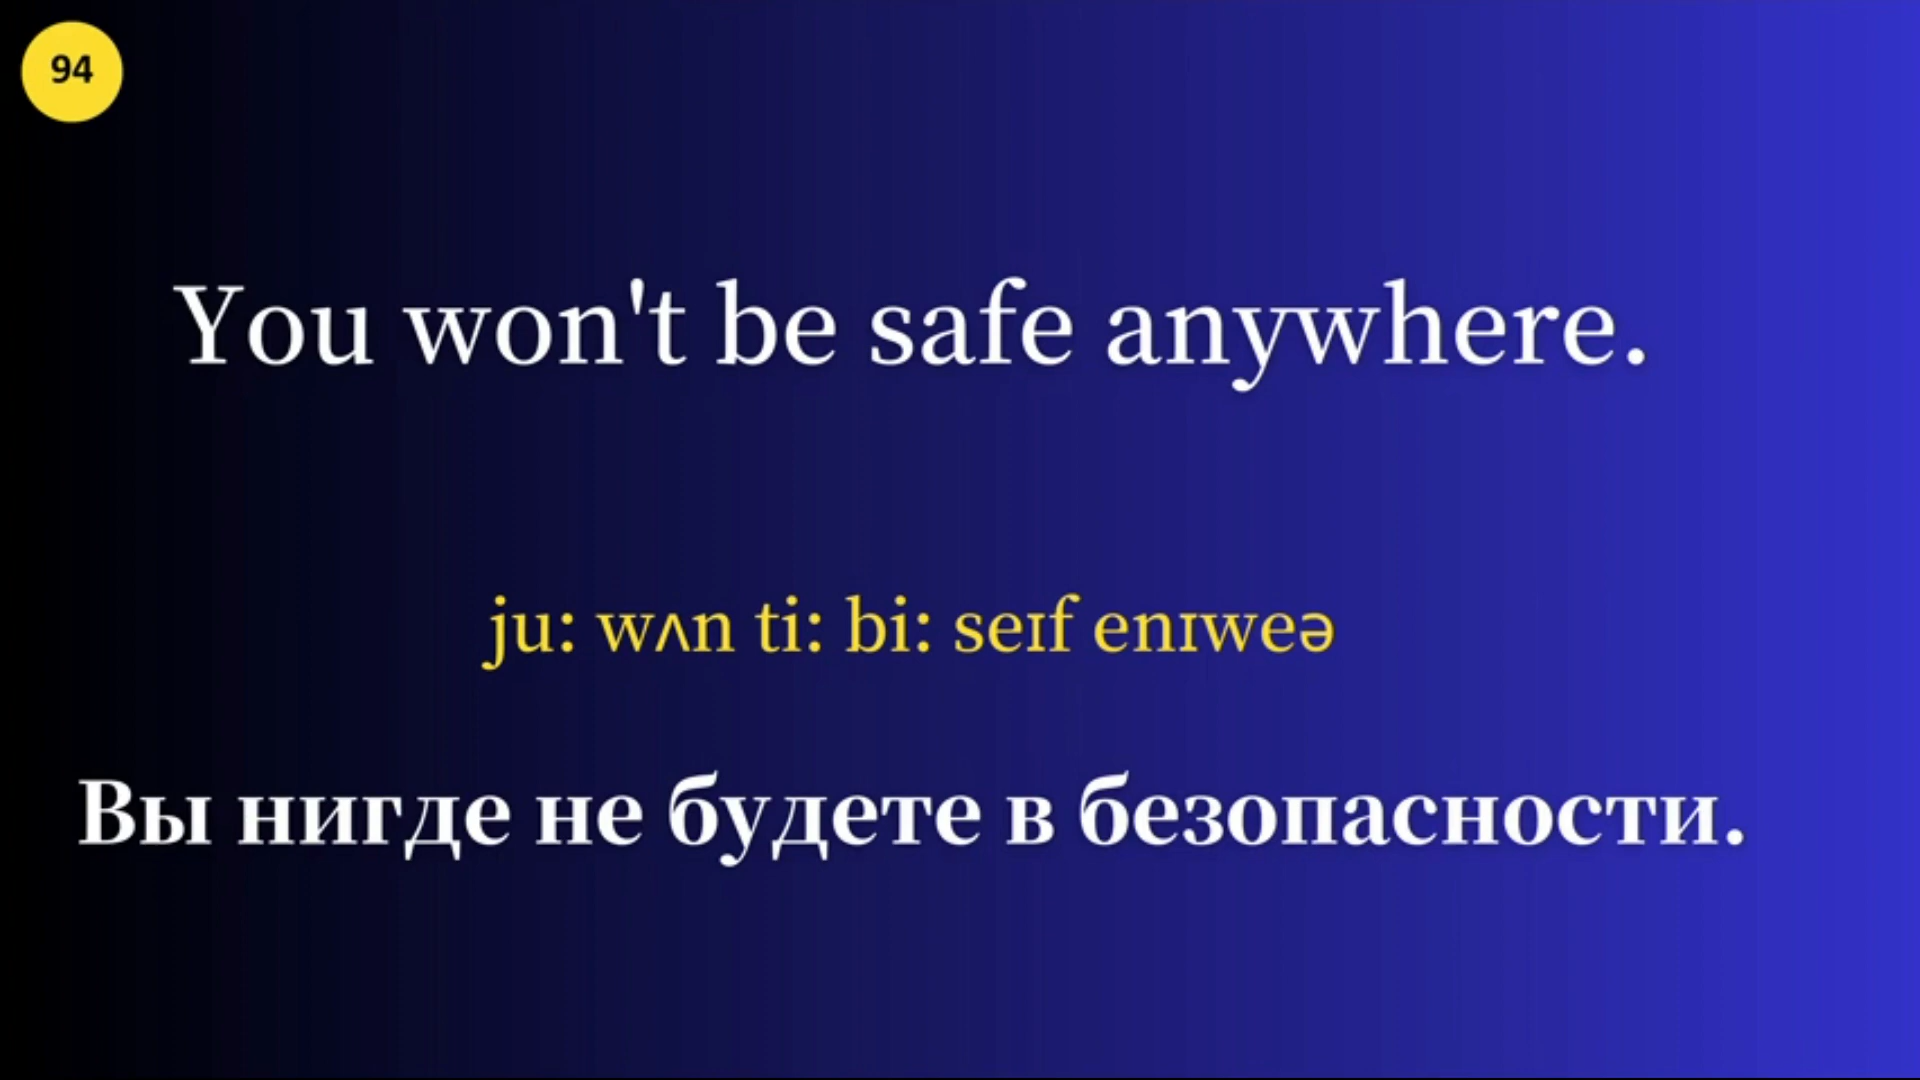 94
You won't be safe anywhere.
ju: wʌn ti: bi: seɪf enɪweə
Вы нигде не будете в безопасности.